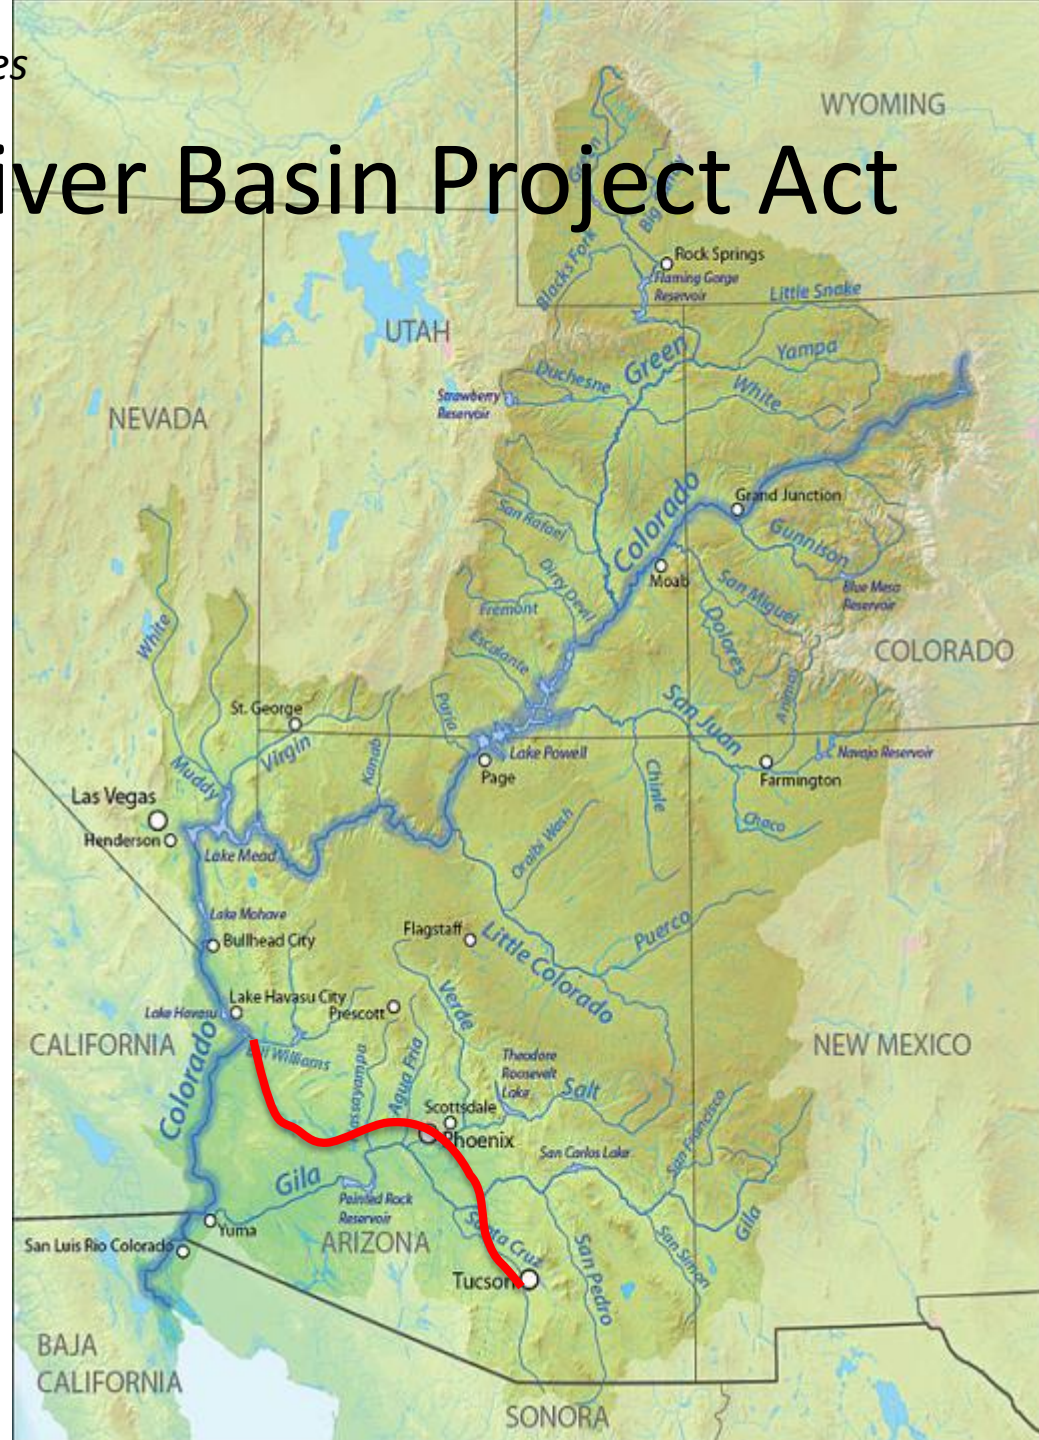 es
WYOMING
iver Basin Project Act
Green
Blacks Fork
Rock Springs
Flaming Gorge
Reservoir
Little Snake
UTAH
Green
Yampa
Duchesne
White
Strawberry
Reservoir
NEVADA
Colorado
Grand Junction
San Rafael
Gunnison
Dirty Devil
Moab
San Miguel
Blue Mesa
Reservoir
Fremont
Dolores
White
Escalante
COLORADO
Animas
St. George
Paria
San Juan
Virgin
Kanab
Lake Powell
Navajo Reservoir
Page
Muddy
Chinle
Farmington
Las Vegas
Chaco
Henderson
Oraibi Wash
Lake Mead
Lake Mohave
Puerco
Bullhead City
Flagstaff
Little Colorado
Lake Havasu City
Verde
Lake Havasu
Prescott
CALIFORNIA
NEW MEXICO
Colorado
Bill Williams
assayampa
Agua Fria
Theodore
Roosevelt
Lake
Salt
Scottsdale
Phoenix
San Francisco
San Carlos Lake
Gila
Painted Rock
Reservoir
Gila
Yuma
ARIZONA
Santa Cruz
San Luis Rio Colorado
San Pedro
San Simon
Tucson
BAJA
CALIFORNIA
SONORA